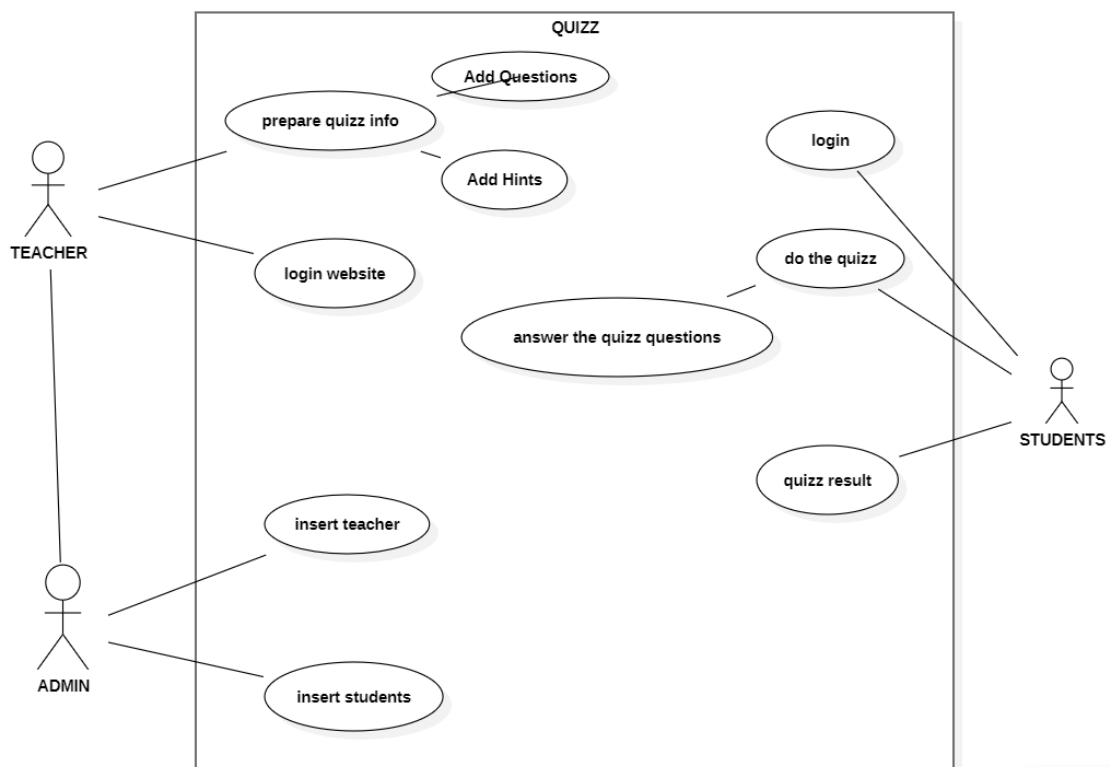 QUIZZ
Add Questions
prepare quizz info
login
Add Hints
TEACHER
do the quizz
login website
answer the quizz questions
STUDENTS
quizz result
insert teacher
ADMIN
insert students